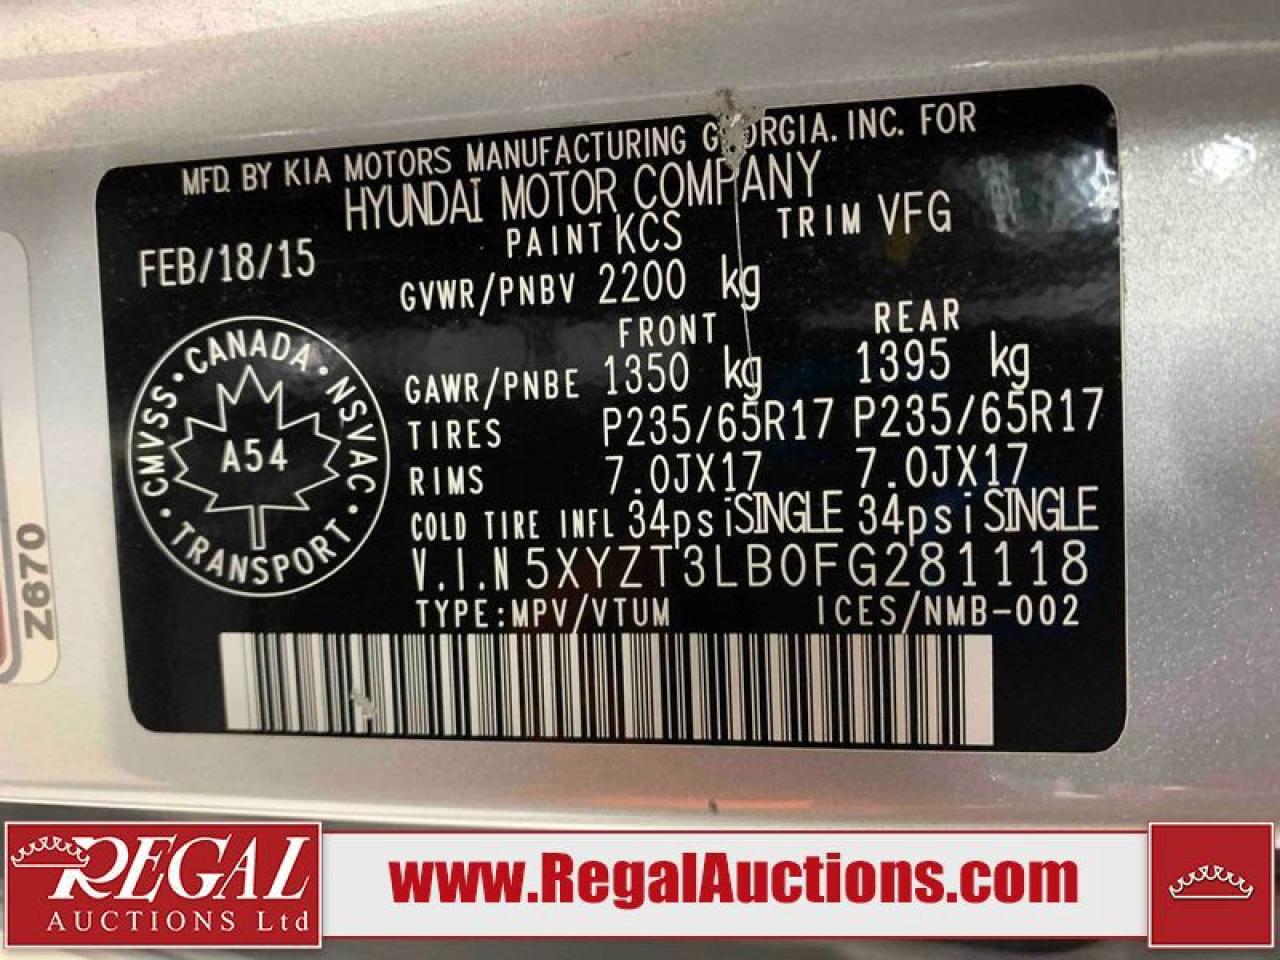 MFD. BY KIA MOTORS MANUFACTURING GEORGIA. INC. FOR
HYUNDAI MOTOR COMPANY
FEB/18/15
PAINT KCS TRIM VFG
GVWR/PNBV 2200 kg
FRONT REAR
GAWR/PNBE 1350 kg 1395 kg
TIRES P235/65R17 P235/65R17
RIMS 7.0JX17 7.0JX17
COLD TIRE INFL 34psi SINGLE 34psi SINGLE
V.I.N 5XYZT3LB0FG281118
TYPE:MPV/VTUM ICES/NMB-002
CMVSS • CANADA • NSVAC • TRANSPORT •
A54
Z670
REGAL
AUCTIONS Ltd
www.RegalAuctions.com